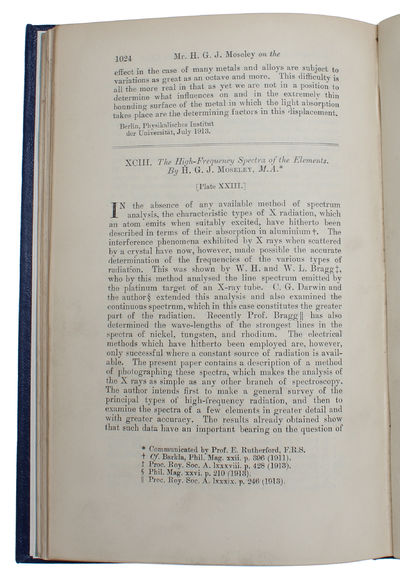 1024 Mr. H. G. J. Moseley on the
effect in the case of many metals and alloys are subject to
variations as great as an octave and more. This difficulty is
all the more real in that as yet we are not in a position to
determine what influences on and in the extremely thin
bounding surface of the metal in which the light absorption
takes place are the determining factors in this displacement.
Berlin, Physikalisches Institut
der Universität, July 1913.
XCIII. The High-Frequency Spectra of the Elements.
By H. G. J. MOSELEY, M.A.*
[Plate XXIII.]
IN the absence of any available method of spectrum
analysis, the characteristic types of X radiation, which
an atom emits when suitably excited, have hitherto been
described in terms of their absorption in aluminium†. The
interference phenomena exhibited by X rays when scattered
by a crystal have now, however, made possible the accurate
determination of the frequencies of the various types of
radiation. This was shown by W. H. and W. L. Bragg‡,
who by this method analysed the line spectrum emitted by
the platinum target of an X-ray tube. C. G. Darwin and
the author§ extended this analysis and also examined the
continuous spectrum, which in this case constitutes the greater
part of the radiation. Recently Prof. Bragg‖ has also
determined the wave-lengths of the strongest lines in the
spectra of nickel, tungsten, and rhodium. The electrical
methods which have hitherto been employed are, however,
only successful where a constant source of radiation is avail-
able. The present paper contains a description of a method
of photographing these spectra, which makes the analysis of
the X rays as simple as any other branch of spectroscopy.
The author intends first to make a general survey of the
principal types of high-frequency radiation, and then to
examine the spectra of a few elements in greater detail and
with greater accuracy. The results already obtained show
that such data have an important bearing on the question of
* Communicated by Prof. E. Rutherford, F.R.S.
† Cf. Barkla, Phil. Mag. xxii. p. 396 (1911).
‡ Proc. Roy. Soc. A. lxxxviii. p. 428 (1913).
§ Phil. Mag. xxvi. p. 210 (1913).
‖ Proc. Roy. Soc. A. lxxxix. p. 246 (1913).